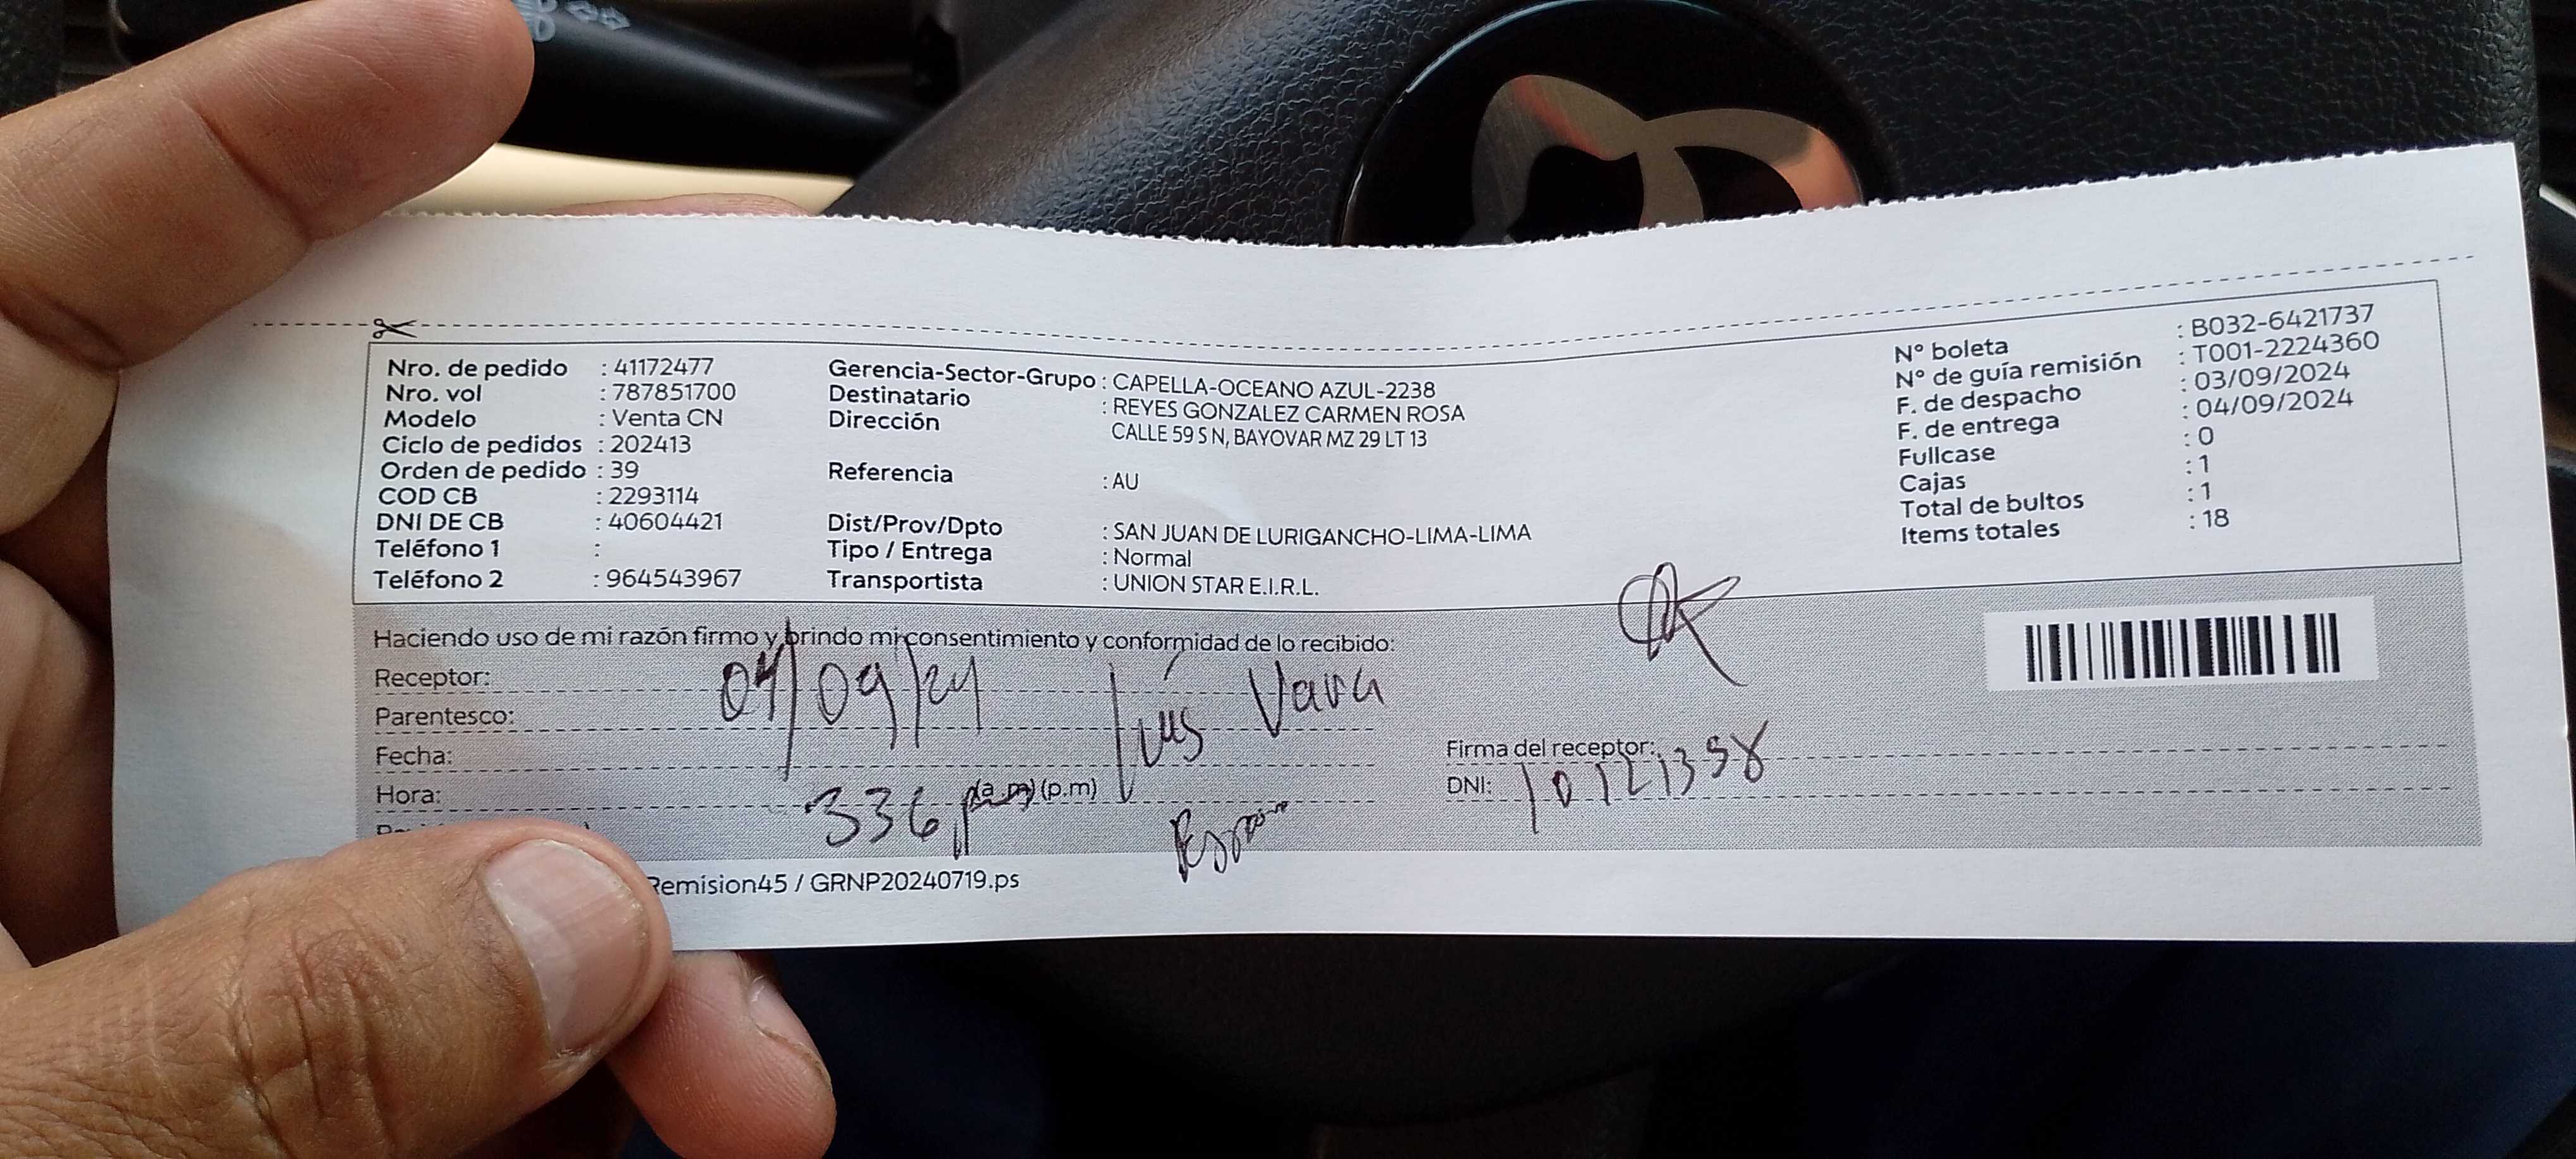 Nro. de pedido : 41172477
Nro. vol : 787851700
Modelo : Venta CN
Ciclo de pedidos : 202413
Orden de pedido : 39
COD CB : 2293114
DNI DE CB : 40604421
Teléfono 1 :
Teléfono 2 : 964543967
Gerencia-Sector-Grupo : CAPELLA-OCEANO AZUL-2238
Destinatario : REYES GONZALEZ CARMEN ROSA
Dirección CALLE 59 S N, BAYOVAR MZ 29 LT 13
Referencia : AU
Dist/Prov/Dpto : SAN JUAN DE LURIGANCHO-LIMA-LIMA
Tipo / Entrega : Normal
Transportista : UNION STAR E.I.R.L.
N° boleta : B032-6421737
N° de guía remisión : T001-2224360
F. de despacho : 03/09/2024
F. de entrega : 04/09/2024
Fullcase : 0
Cajas : 1
Total de bultos : 1
Items totales : 18
Haciendo uso de mi razón firmo y brindo mi consentimiento y conformidad de lo recibido:
Receptor:
Parentesco: 04/09/24 Luis Vara
Fecha:
Hora: 336 p (a.m) (p.m)
Firma del receptor:
DNI: 10121358
Remision45 / GRNP20240719.ps